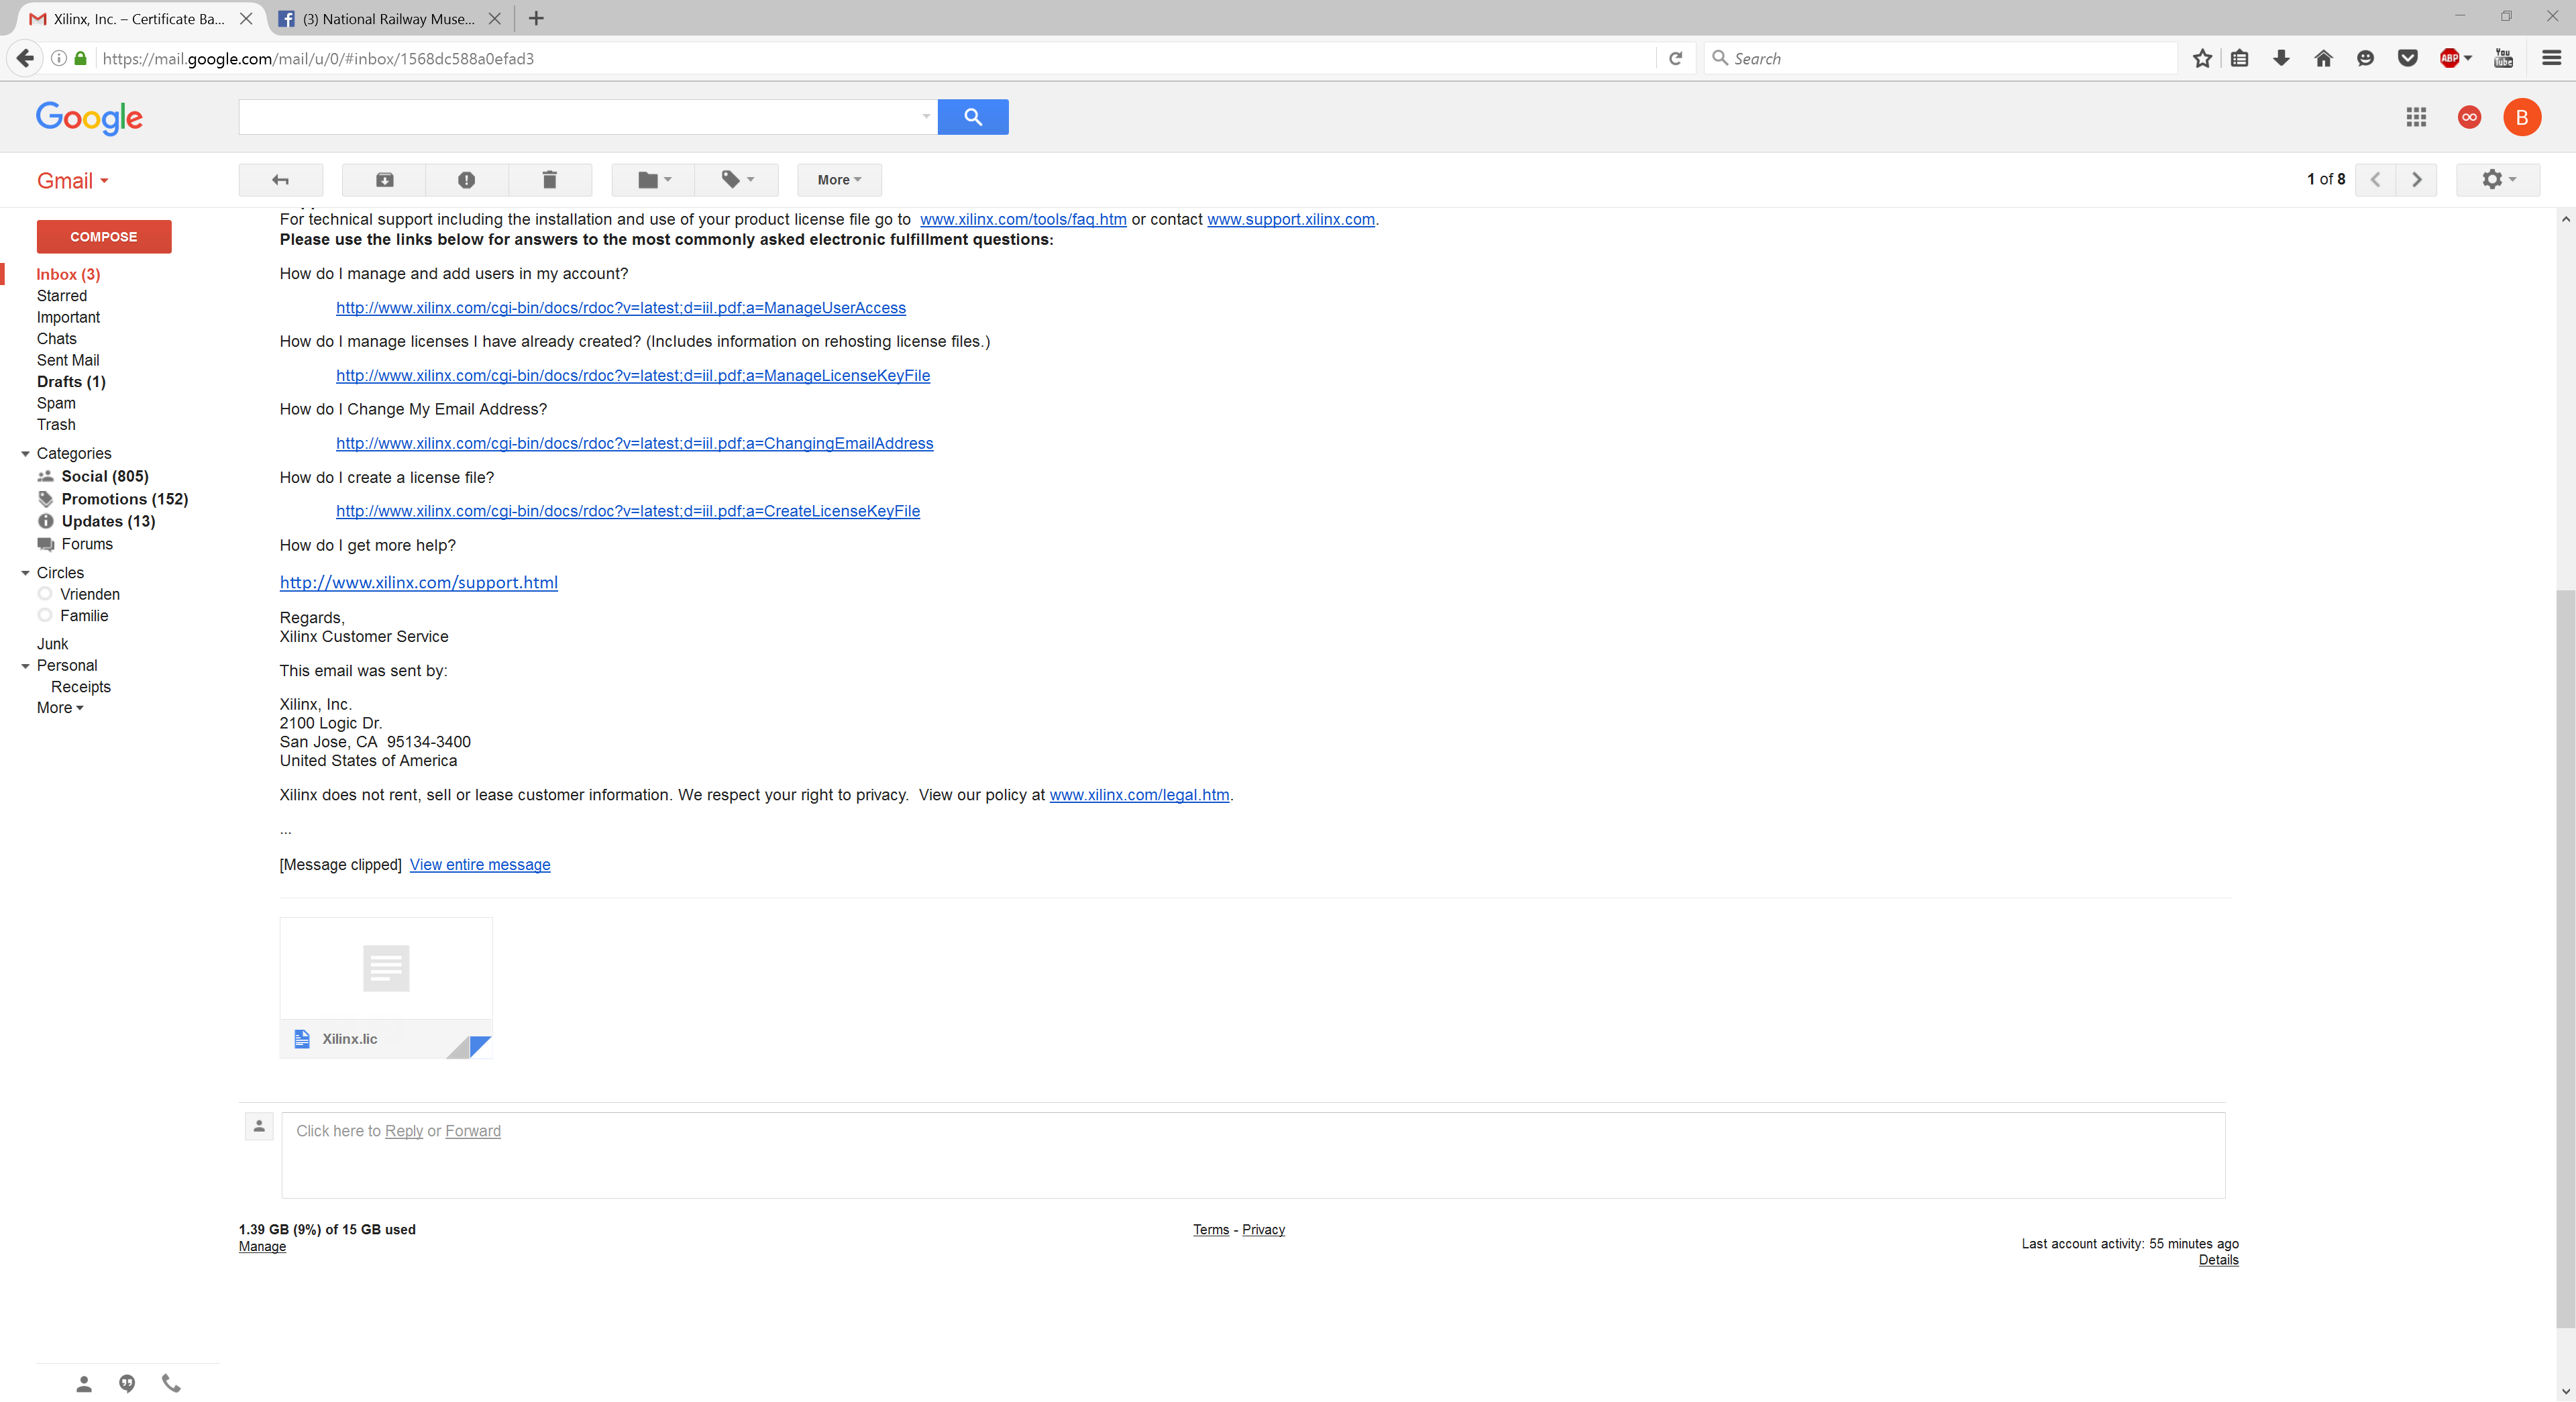 Xilinx, Inc. – Certificate Ba...
(3) National Railway Muse...
https://mail.google.com/mail/u/0/#inbox/1568dc588a0efad3
Search
ABP
You Tube
Google
B
Gmail
More
1 of 8
COMPOSE
Inbox (3)
Starred
Important
Chats
Sent Mail
Drafts (1)
Spam
Trash
Categories
Social (805)
Promotions (152)
Updates (13)
Forums
Circles
Vrienden
Familie
Junk
Personal
Receipts
More
For technical support including the installation and use of your product license file go to www.xilinx.com/tools/faq.htm or contact www.support.xilinx.com.
Please use the links below for answers to the most commonly asked electronic fulfillment questions:
How do I manage and add users in my account?
http://www.xilinx.com/cgi-bin/docs/rdoc?v=latest;d=iil.pdf;a=ManageUserAccess
How do I manage licenses I have already created? (Includes information on rehosting license files.)
http://www.xilinx.com/cgi-bin/docs/rdoc?v=latest;d=iil.pdf;a=ManageLicenseKeyFile
How do I Change My Email Address?
http://www.xilinx.com/cgi-bin/docs/rdoc?v=latest;d=iil.pdf;a=ChangingEmailAddress
How do I create a license file?
http://www.xilinx.com/cgi-bin/docs/rdoc?v=latest;d=iil.pdf;a=CreateLicenseKeyFile
How do I get more help?
http://www.xilinx.com/support.html
Regards,
Xilinx Customer Service
This email was sent by:
Xilinx, Inc.
2100 Logic Dr.
San Jose, CA 95134-3400
United States of America
Xilinx does not rent, sell or lease customer information. We respect your right to privacy. View our policy at www.xilinx.com/legal.htm.
...
[Message clipped] View entire message
Xilinx.lic
Click here to Reply or Forward
1.39 GB (9%) of 15 GB used
Manage
Terms - Privacy
Last account activity: 55 minutes ago
Details